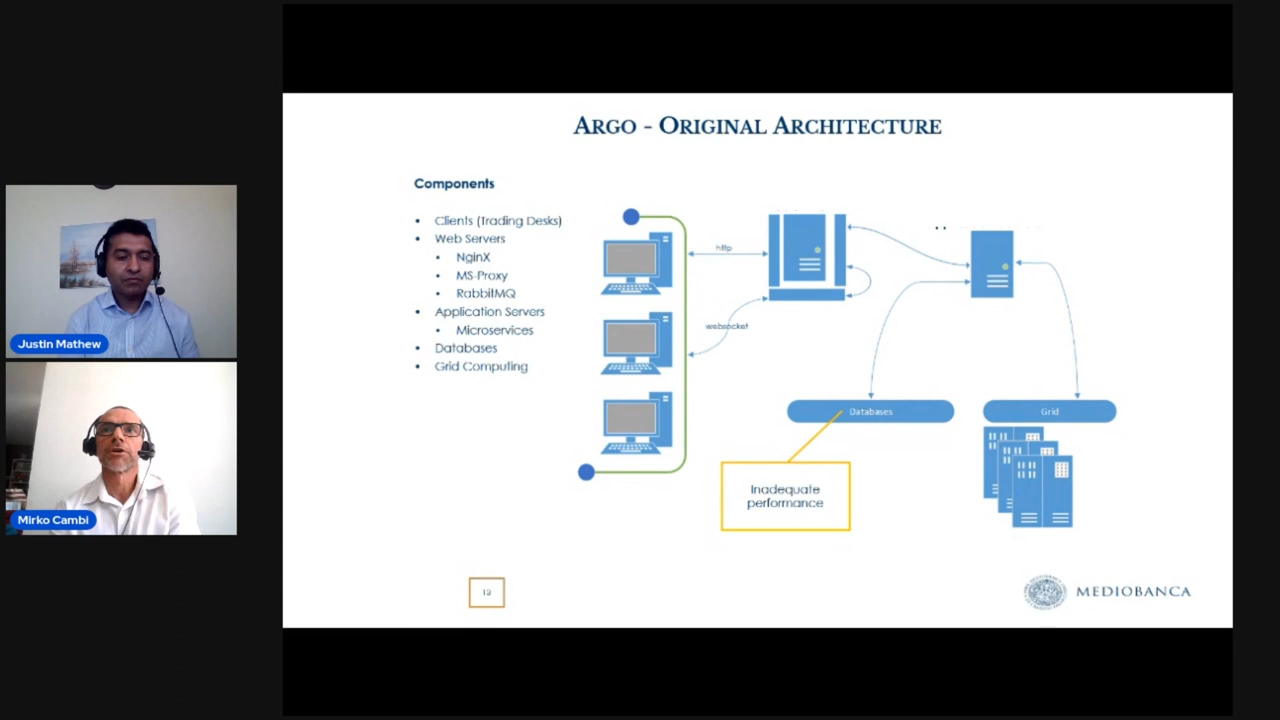 ARGO - ORIGINAL ARCHITECTURE
Components
• Clients (Trading Desks)
• Web Servers
• NginX
• MS-Proxy
• RabbitMQ
• Application Servers
• Microservices
• Databases
• Grid Computing
http
websocket
Databases
Grid
Inadequate
performance
MEDIOBANCA
Justin Mathew
Mirko Cambi